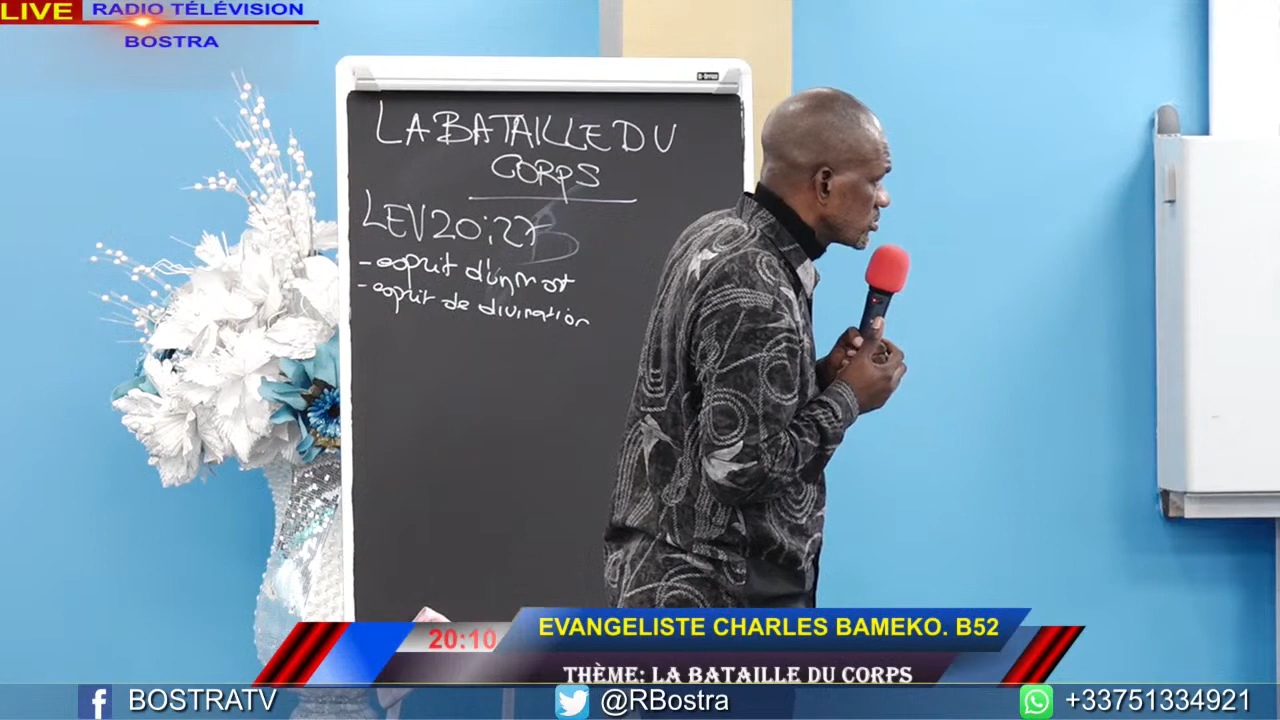 LIVE RADIO TÉLÉVISION
BOSTRA
LA BATAILLE DU
CORPS
LEV 20:27
- esprit d'un mort
- esprit de divination
20:10
EVANGELISTE CHARLES BAMEKO. B52
THÈME: LA BATAILLE DU CORPS
BOSTRATV @RBostra +33751334921